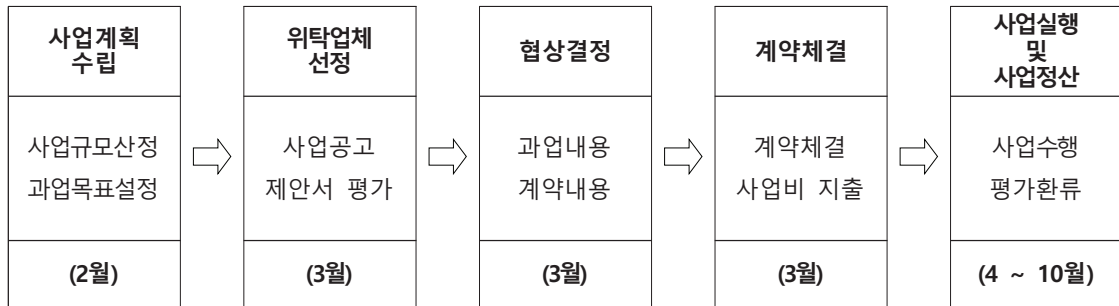 사업계획
수립
사업규모산정
과업목표설정
(2월)
위탁업체
선정
사업공고
제안서 평가
(3월)
협상결정
과업내용
계약내용
(3월)
계약체결
계약체결
사업비 지출
(3월)
사업실행
및
사업정산
사업수행
평가환류
(4 ~ 10월)